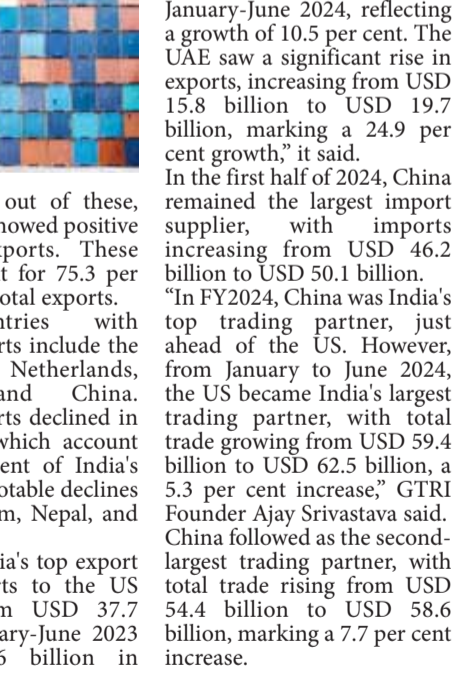 out of these,
howed positive
xports. These
t for 75.3 per
otal exports.
ntries with
rts include the
Netherlands,
and China.
rts declined in
which account
ent of India's
otable declines
m, Nepal, and
ia's top export
rts to the US
m USD 37.7
ary-June 2023
6 billion in
January-June 2024, reflecting
a growth of 10.5 per cent. The
UAE saw a significant rise in
exports, increasing from USD
15.8 billion to USD 19.7
billion, marking a 24.9 per
cent growth,” it said.
In the first half of 2024, China
remained the largest import
supplier, with imports
increasing from USD 46.2
billion to USD 50.1 billion.
“In FY2024, China was India's
top trading partner, just
ahead of the US. However,
from January to June 2024,
the US became India's largest
trading partner, with total
trade growing from USD 59.4
billion to USD 62.5 billion, a
5.3 per cent increase,” GTRI
Founder Ajay Srivastava said.
China followed as the second-
largest trading partner, with
total trade rising from USD
54.4 billion to USD 58.6
billion, marking a 7.7 per cent
increase.